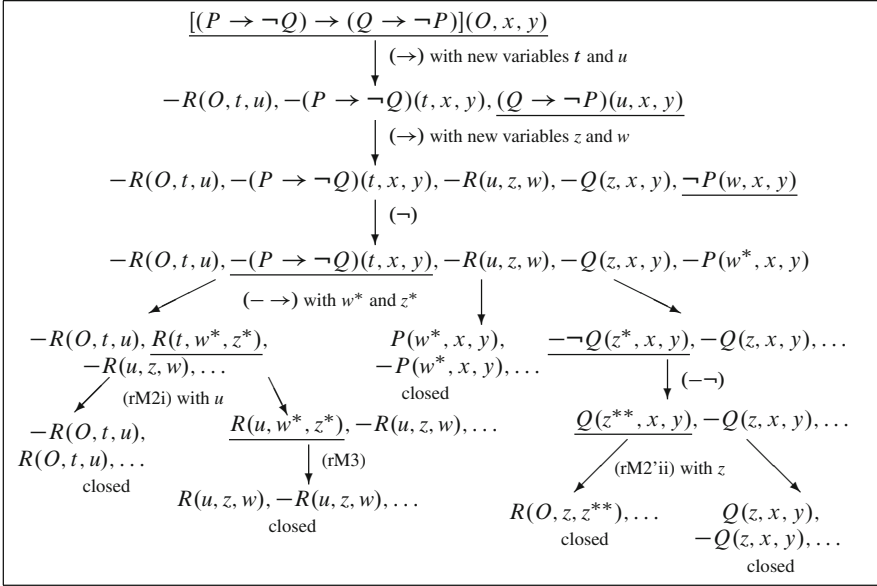 [(P → ¬Q) → (Q → ¬P)](O, x, y)
(→) with new variables t and u
−R(O, t, u), −(P → ¬Q)(t, x, y), (Q → ¬P)(u, x, y)
(→) with new variables z and w
−R(O, t, u), −(P → ¬Q)(t, x, y), −R(u, z, w), −Q(z, x, y), ¬P(w, x, y)
(¬)
−R(O, t, u), −(P → ¬Q)(t, x, y), −R(u, z, w), −Q(z, x, y), −P(w*, x, y)
(− →) with w* and z*
−R(O, t, u), R(t, w*, z*),
−R(u, z, w), . . .
P(w*, x, y),
−P(w*, x, y), . . .
closed
−¬Q(z*, x, y), −Q(z, x, y), . . .
(rM2i) with u
(−¬)
−R(O, t, u),
R(O, t, u), . . .
closed
R(u, w*, z*), −R(u, z, w), . . .
Q(z**, x, y), −Q(z, x, y), . . .
(rM3)
(rM2'ii) with z
R(u, z, w), −R(u, z, w), . . .
closed
R(O, z, z**), . . .
closed
Q(z, x, y),
−Q(z, x, y), . . .
closed